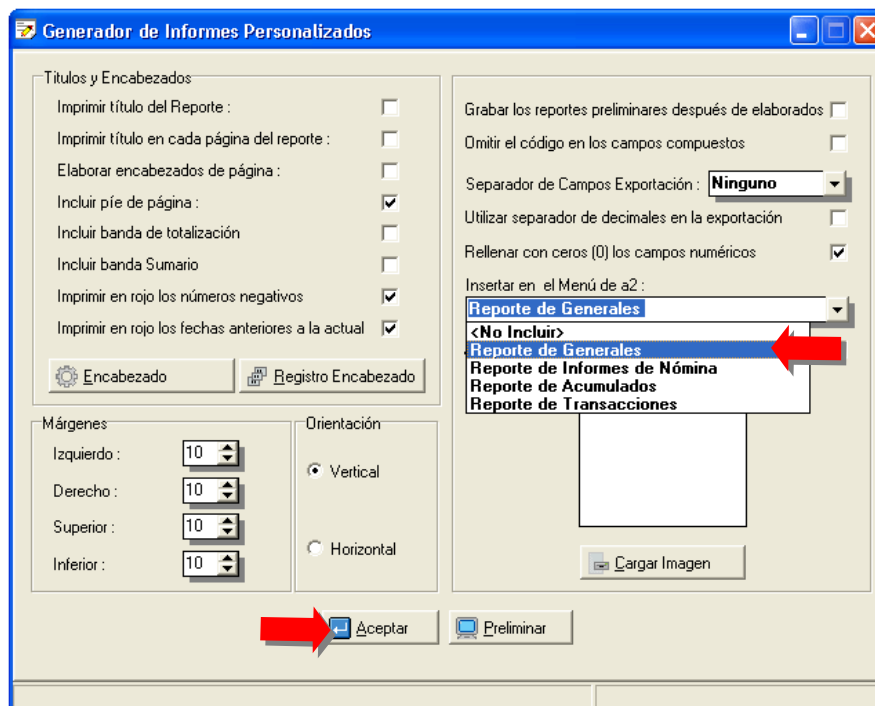 Generador de Informes Personalizados
Titulos y Encabezados
Imprimir título del Reporte :
Imprimir título en cada página del reporte :
Elaborar encabezados de página :
Incluir píe de página :
Incluir banda de totalización
Incluir banda Sumario
Imprimir en rojo los números negativos
Imprimir en rojo los fechas anteriores a la actual
Encabezado
Registro Encabezado
Márgenes
Izquierdo :
10
Derecho :
10
Superior :
10
Inferior :
10
Orientación
Vertical
Horizontal
Grabar los reportes preliminares después de elaborados
Omitir el código en los campos compuestos
Separador de Campos Exportación :
Ninguno
Utilizar separador de decimales en la exportación
Rellenar con ceros (0) los campos numéricos
Insertar en el Menú de a2 :
Reporte de Generales
<No Incluir>
Reporte de Generales
Reporte de Informes de Nómina
Reporte de Acumulados
Reporte de Transacciones
Cargar Imagen
Aceptar
Preliminar